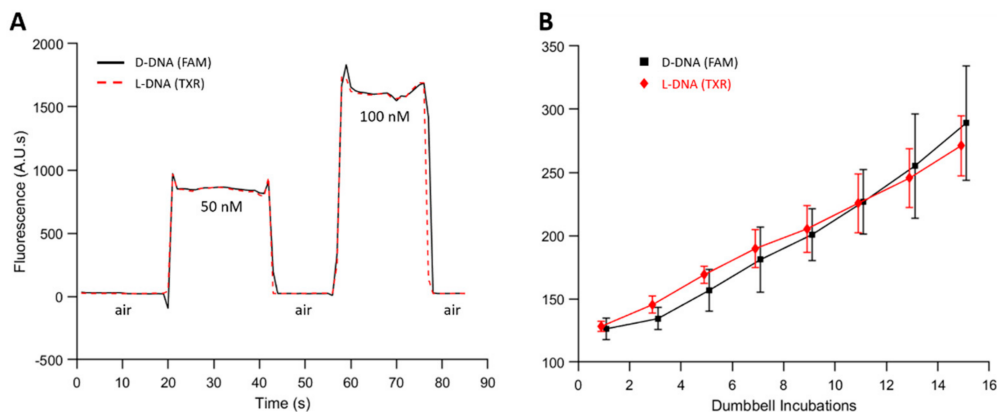 A
2000
1500
1000
500
0
-500
Fluorescence (A.U.s)
D-DNA (FAM)
L-DNA (TXR)
50 nM
100 nM
air
air
air
0 10 20 30 40 50 60 70 80 90
Time (s)
B
350
300
250
200
150
100
D-DNA (FAM)
L-DNA (TXR)
0 2 4 6 8 10 12 14 16
Dumbbell Incubations